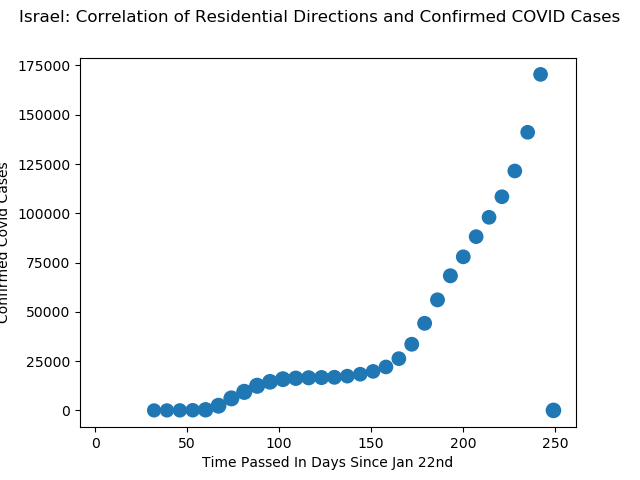 Israel: Correlation of Residential Directions and Confirmed COVID Cases
175000
150000
125000
100000
75000
50000
25000
0
Confirmed Covid Cases
0 50 100 150 200 250
Time Passed In Days Since Jan 22nd